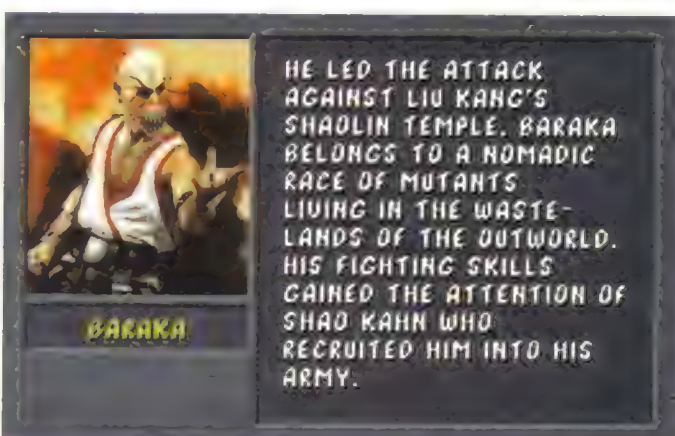 HE LED THE ATTACK
AGAINST LIU KANG'S
SHAOLIN TEMPLE. BARAKA
BELONGS TO A NOMADIC
RACE OF MUTANTS
LIVING IN THE WASTE-
LANDS OF THE OUTWORLD.
HIS FIGHTING SKILLS
GAINED THE ATTENTION OF
SHAO KAHN WHO
RECRUITED HIM INTO HIS
ARMY.
BARAKA